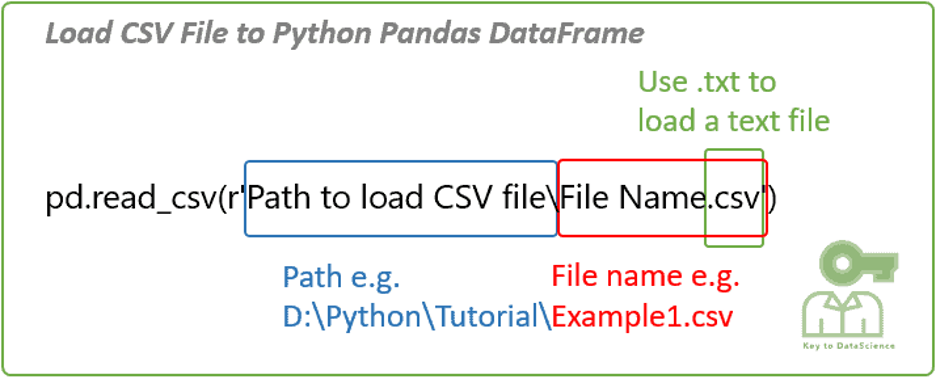 Load CSV File to Python Pandas DataFrame
Use .txt to
load a text file
pd.read_csv(r'Path to load CSV file\File Name.csv')
Path e.g.
D:\Python\Tutorial\
File name e.g.
Example1.csv
Key to DataScience